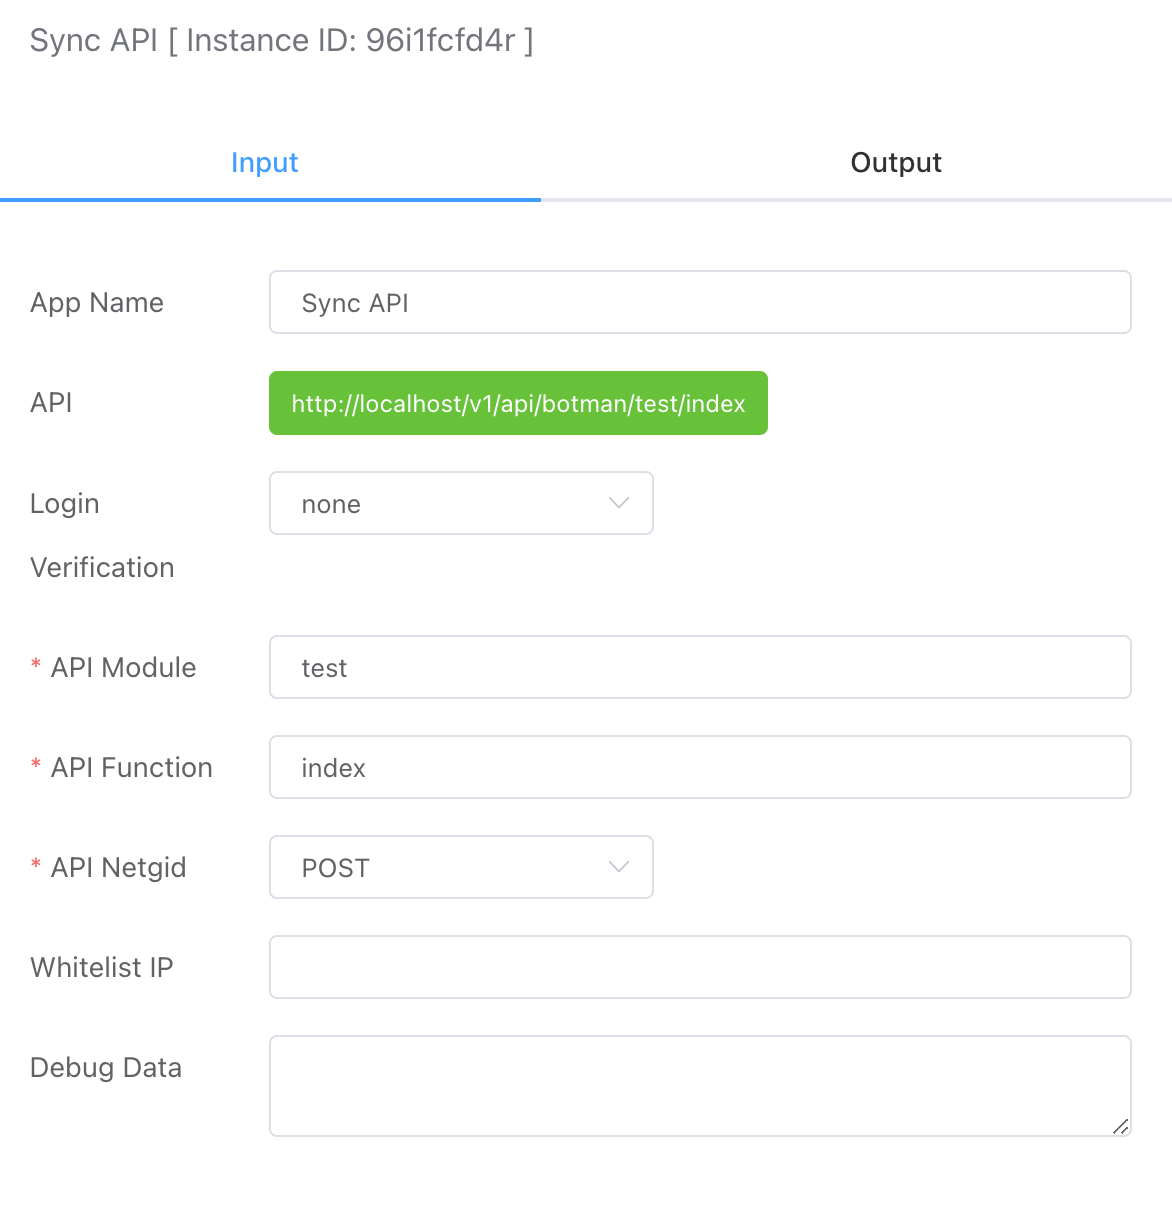 Sync API [ Instance ID: 96i1fcfd4r ]
Input
Output
App Name
Sync API
API
http://localhost/v1/api/botman/test/index
Login
none
Verification
* API Module
test
* API Function
index
* API Netgid
POST
Whitelist IP
Debug Data